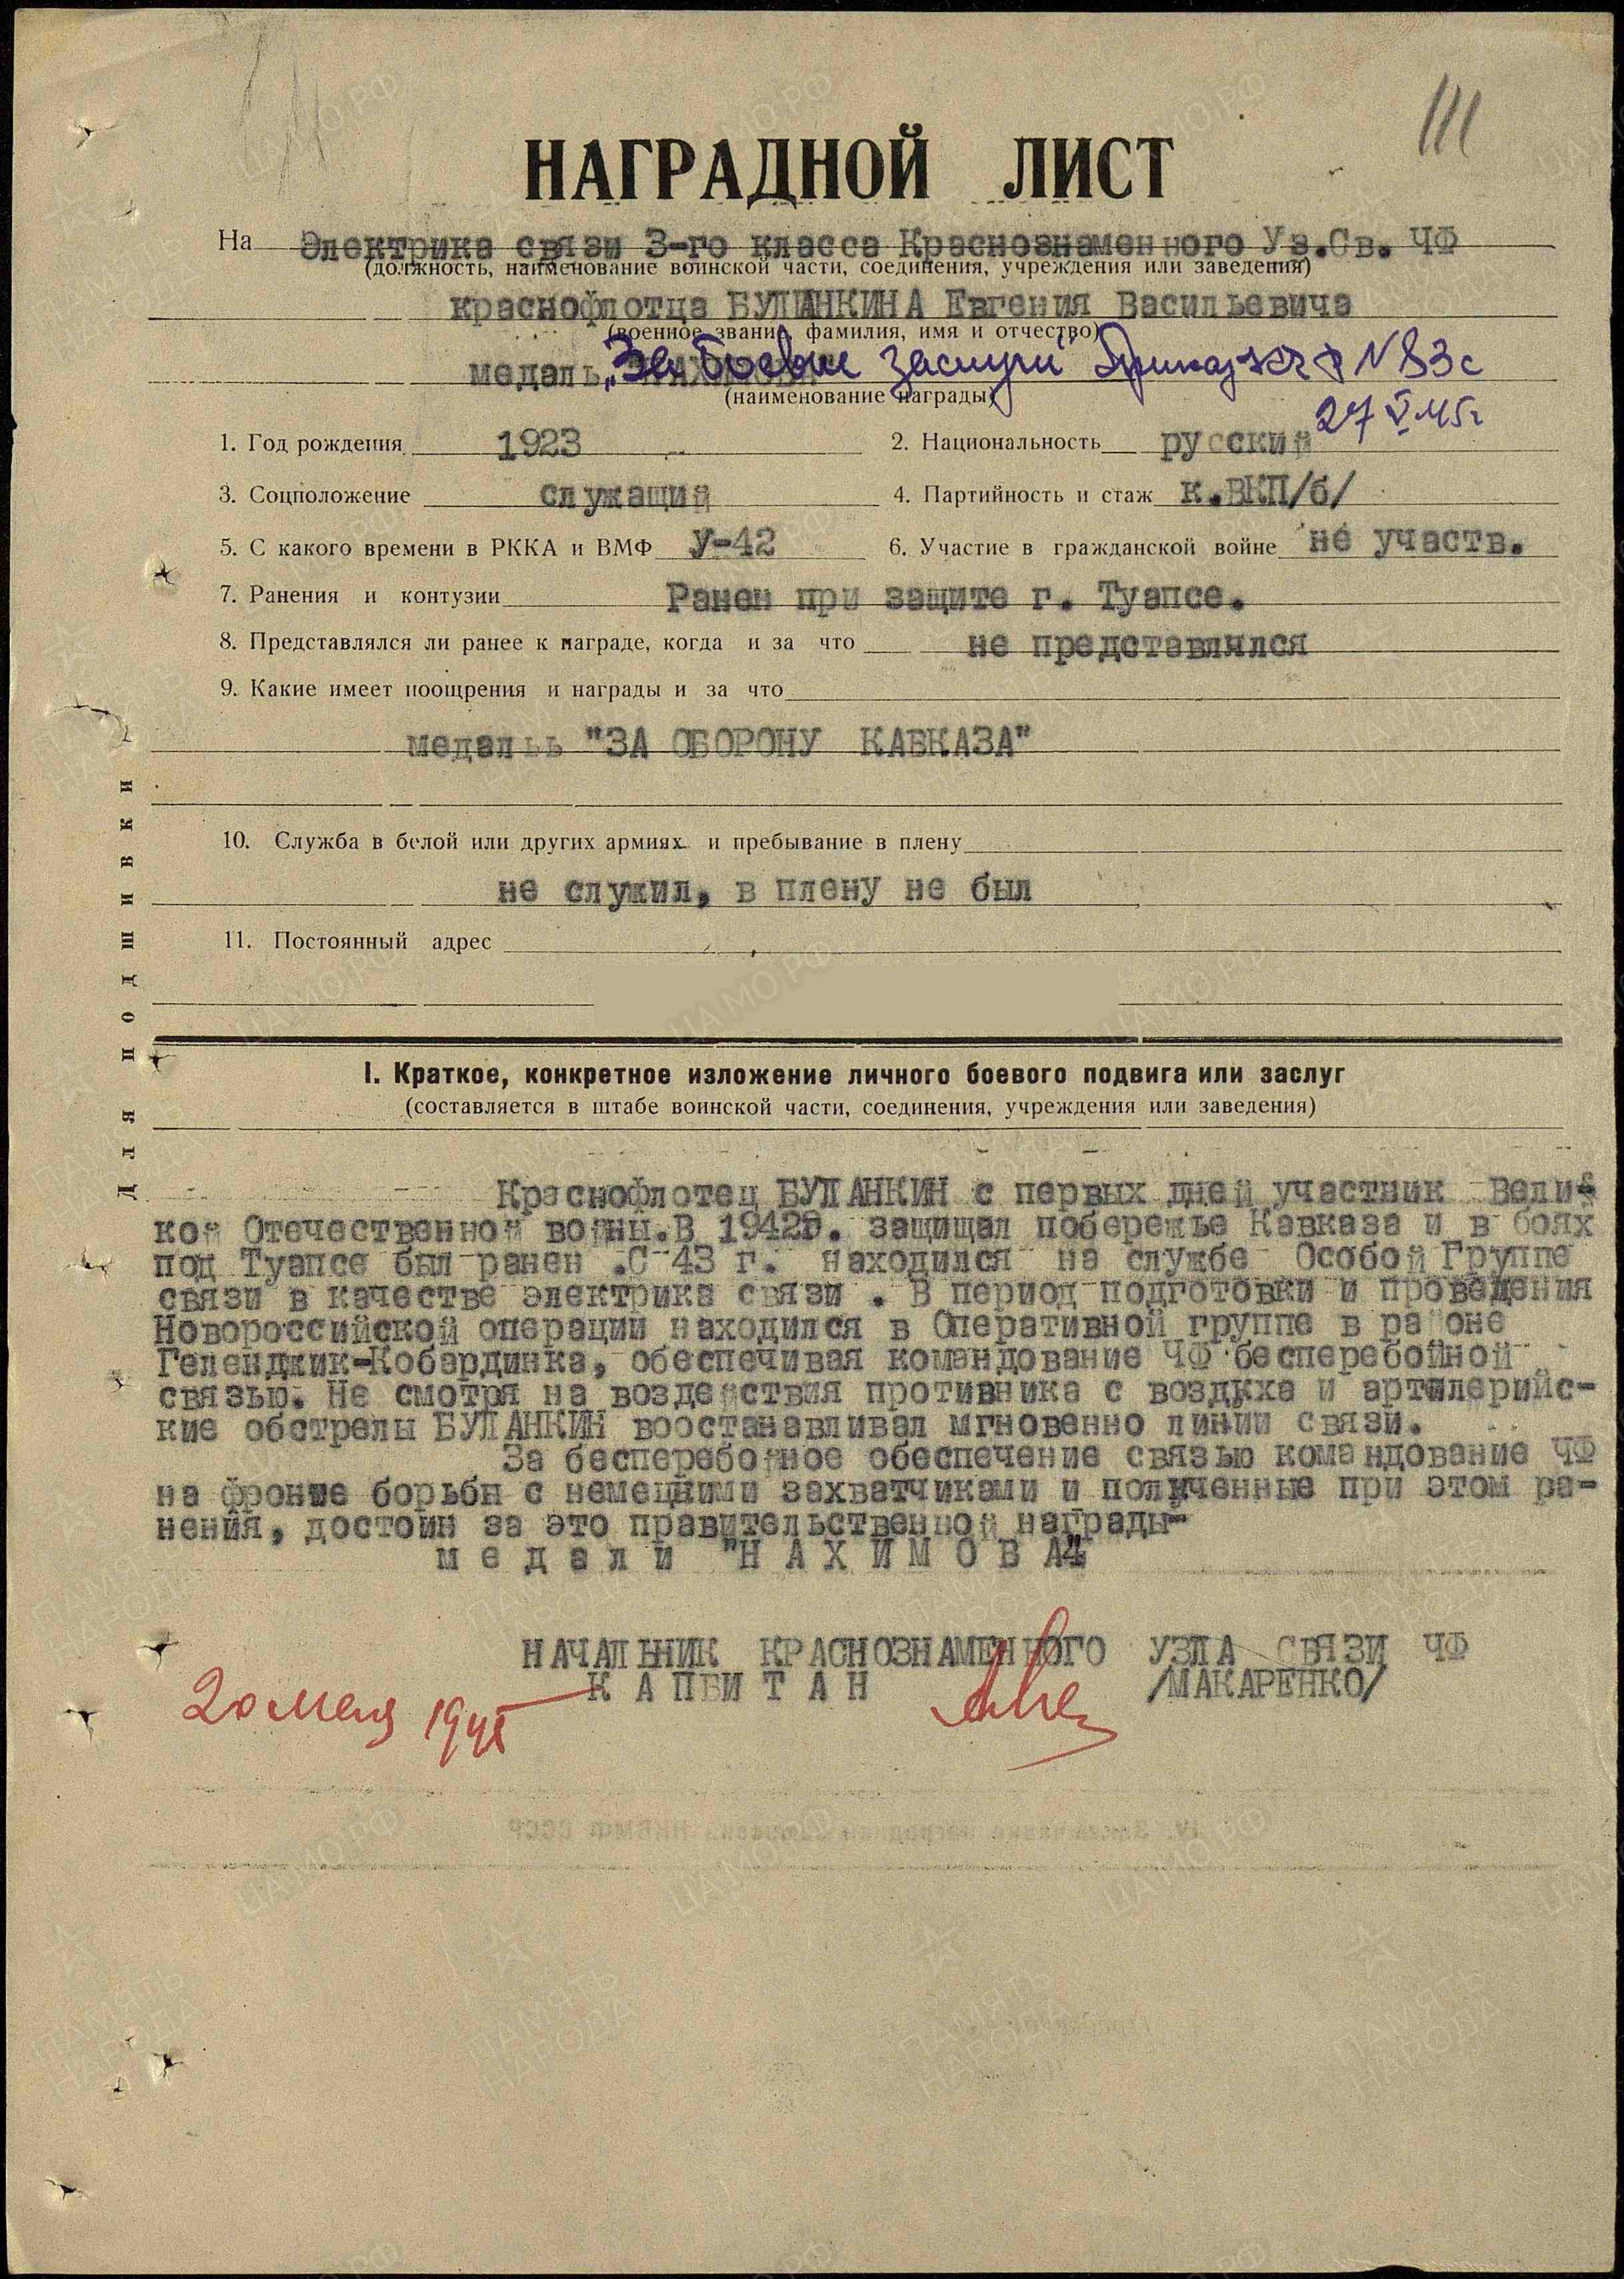 111
НАГРАДНОЙ ЛИСТ
На Электрика связи 3-го класса Краснознаменного Уз.Св. ЧФ
(должность, наименование воинской части, соединения, учреждения или заведения)
краснофлотца БУЛАНКИНА Евгения Васильевича
(военное звание, фамилия, имя и отчество)
медаль „За боевые заслуги" Приказ КЧФ N 83с
27 V 45г
(наименование награды)
1. Год рождения 1923 2. Национальность русский
3. Соцположение служащий 4. Партийность и стаж к.ВКП/б/
5. С какого времени в РККА и ВМФ У-42 6. Участие в гражданской войне не участв.
7. Ранения и контузии Ранен при защите г. Туапсе.
8. Представлялся ли ранее к награде, когда и за что не представлялся
9. Какие имеет поощрения и награды и за что
медаль "ЗА ОБОРОНУ КАВКАЗА"
10. Служба в белой или других армиях и пребывание в плену
не служил, в плену не был
11. Постоянный адрес
Для подшивки
I. Краткое, конкретное изложение личного боевого подвига или заслуг
(составляется в штабе воинской части, соединения, учреждения или заведения)
Краснофлотец БУЛАНКИН с первых дней участник Вели-
кой Отечественной войны.В 1942г. защищал побережье Кавказа и в боях
под Туапсе был ранен .С 43 г. находился на службе Особой Группе
связи в качестве электрика связи . В период подготовки и проведения
Новороссийской операции находился в Оперативной группе в районе
Геленджик-Кобардинка, обеспечивая командование ЧФ бесперебойной
связью. Не смотря на воздействия противника с воздуха и артилерийс-
кие обстрелы БУЛАНКИН воостанавливал мгновенно линии связи.
За бесперебойное обеспечение связью командование ЧФ
на фронте борьбы с немецкими захватчиками и полученные при этом ра-
нения, достоин за это правительственной награды-
медали "НАХИМОВА"
НАЧАЛЬНИК КРАСНОЗНАМЕННОГО УЗЛА СВЯЗИ ЧФ
КАПИТАН /МАКАРЕНКО/
20 мая 1945